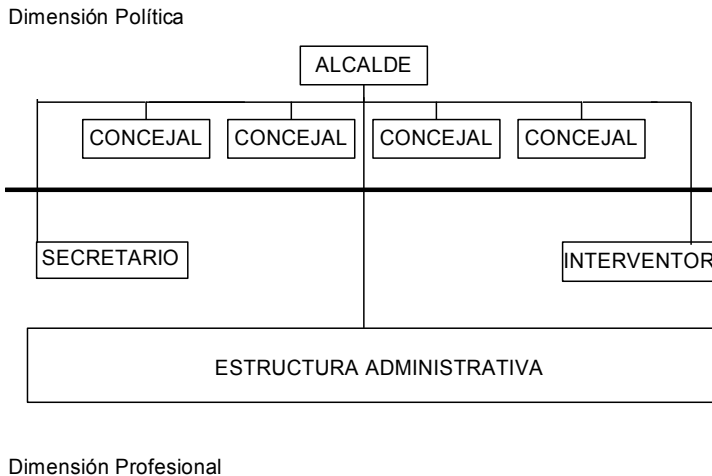 Dimensión Política
ALCALDE
CONCEJAL CONCEJAL CONCEJAL CONCEJAL
SECRETARIO INTERVENTOR
ESTRUCTURA ADMINISTRATIVA
Dimensión Profesional